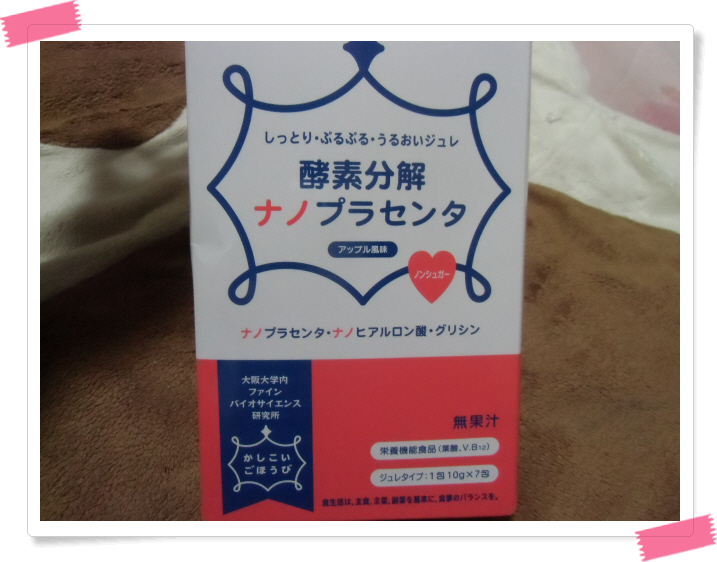 しっとり・ぷるぷる・うるおいジュレ
酵素分解
ナノプラセンタ
アップル風味
ノンシュガー
ナノプラセンタ・ナノヒアルロン酸・グリシン
大阪大学内
ファイン
バイオサイエンス
研究所
かしこい
ごほうび
無果汁
栄養機能食品(葉酸、V.B12)
ジュレタイプ:1包10g×7包
食生活は、主食、主菜、副菜を基本に、食事のバランスを。